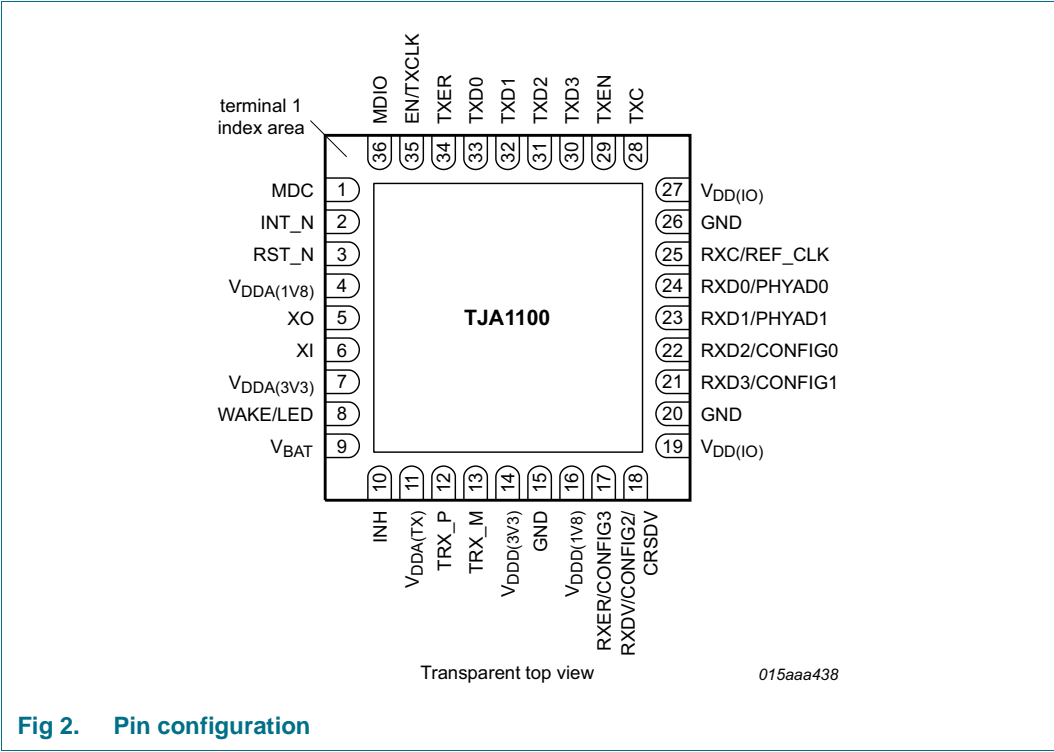 MDIO
EN/TXCLK
TXER
TXD0
TXD1
TXD2
TXD3
TXEN
TXC
terminal 1
index area
36
35
34
33
32
31
30
29
28
MDC 1
INT_N 2
RST_N 3
VDDA(1V8) 4
XO 5
XI 6
VDDA(3V3) 7
WAKE/LED 8
VBAT 9
TJA1100
27 VDD(IO)
26 GND
25 RXC/REF_CLK
24 RXD0/PHYAD0
23 RXD1/PHYAD1
22 RXD2/CONFIG0
21 RXD3/CONFIG1
20 GND
19 VDD(IO)
10
11
12
13
14
15
16
17
18
INH
VDDA(TX)
TRX_P
TRX_M
VDDD(3V3)
GND
VDDD(1V8)
RXER/CONFIG3
RXDV/CONFIG2/
CRSDV
Transparent top view
015aaa438
Fig 2. Pin configuration